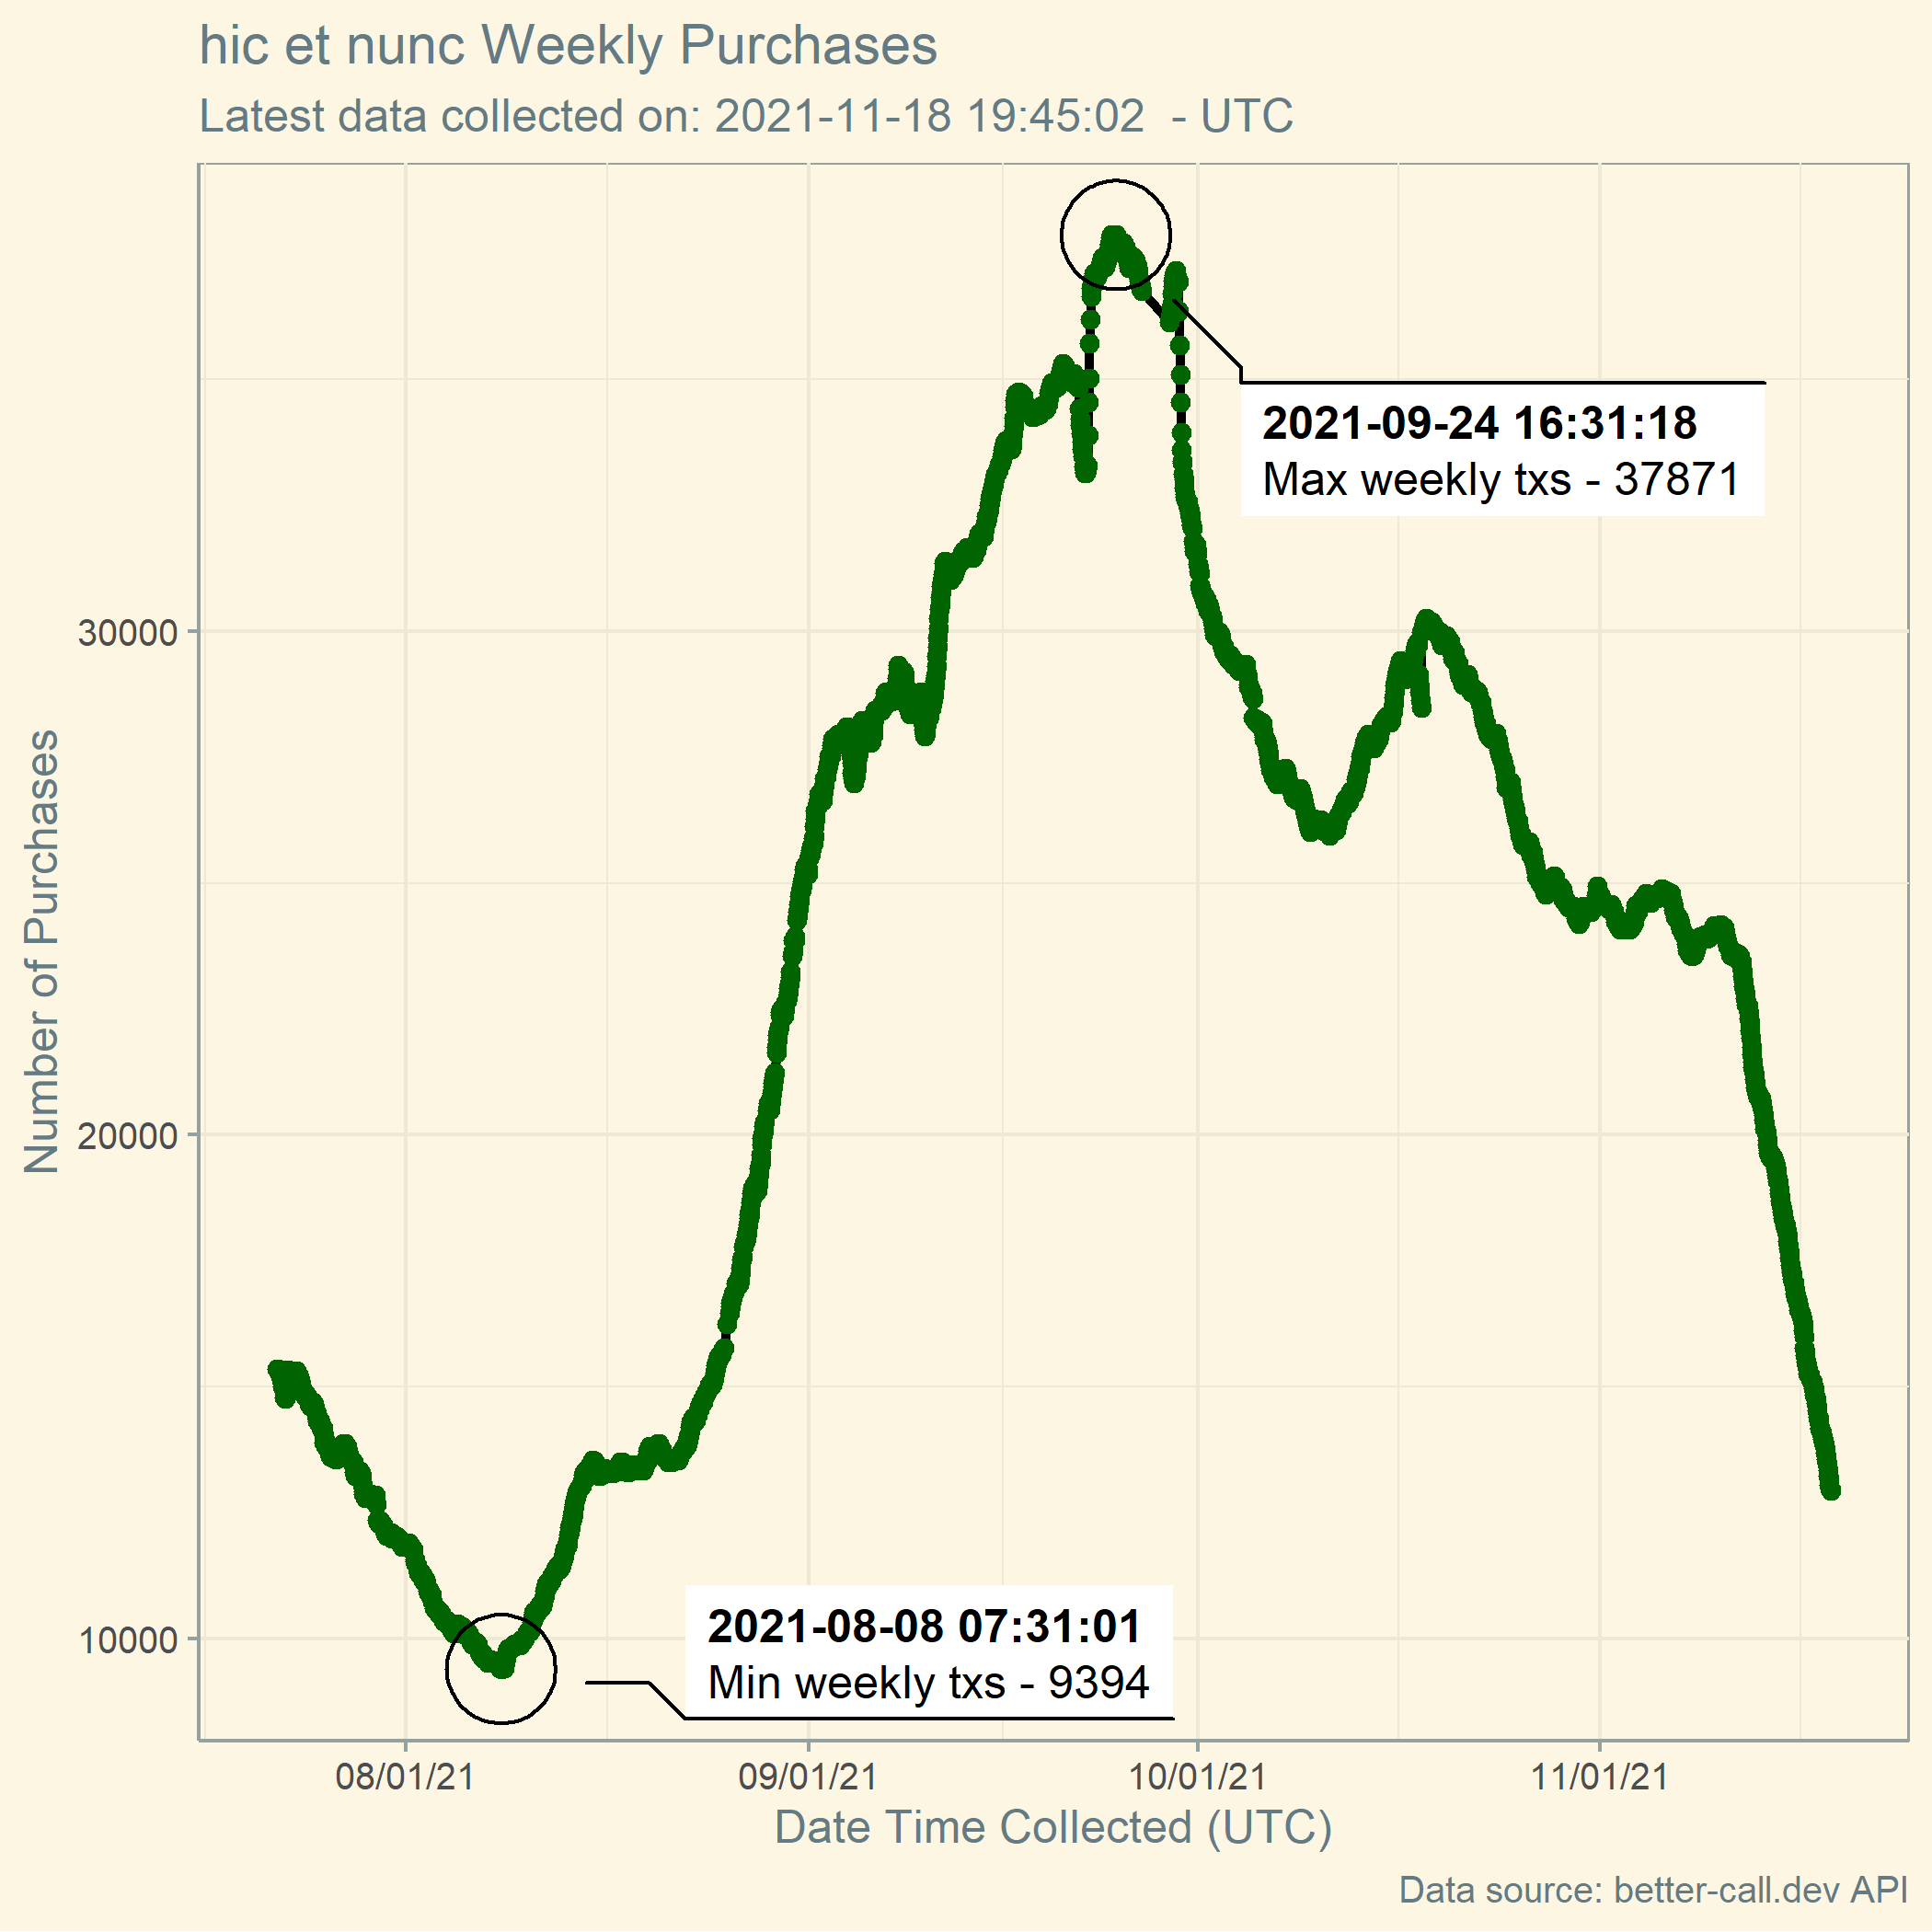 hic et nunc Weekly Purchases
Latest data collected on: 2021-11-18 19:45:02  - UTC
2021-09-24 16:31:18
Max weekly txs - 37871
30000
20000
10000
Number of Purchases
2021-08-08 07:31:01
Min weekly txs - 9394
08/01/21 09/01/21 10/01/21 11/01/21
Date Time Collected (UTC)
Data source: better-call.dev API